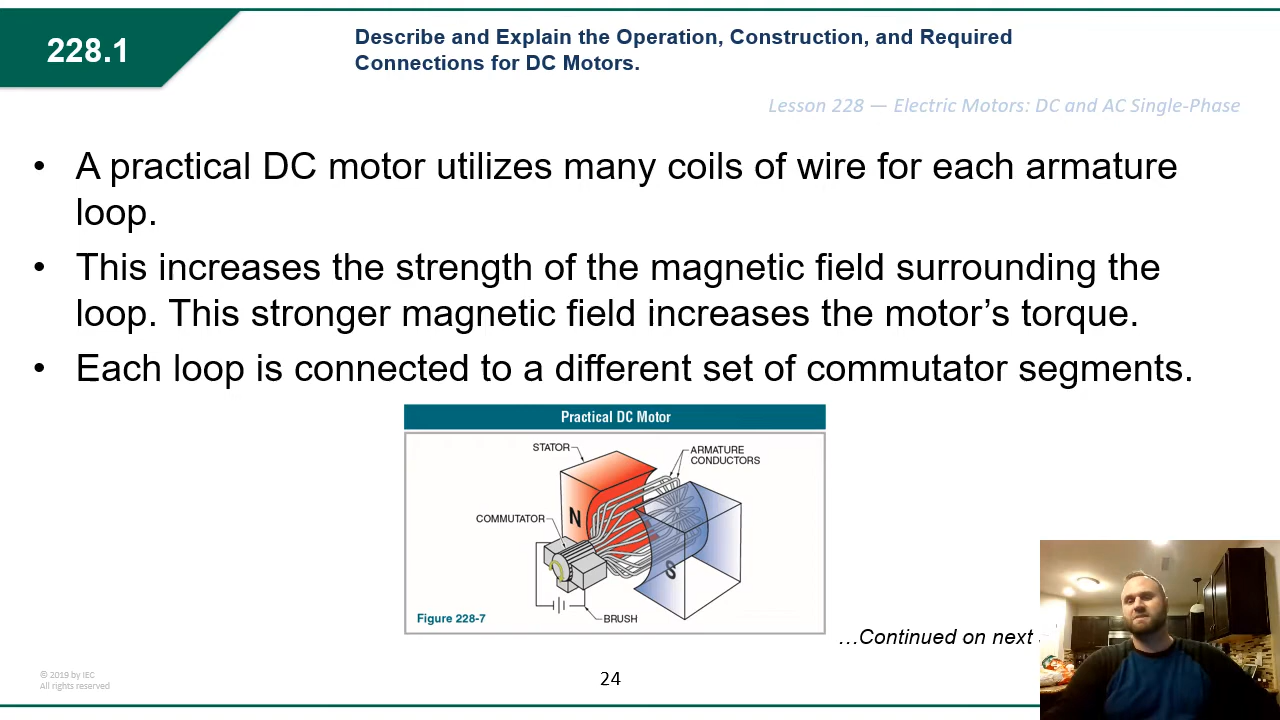 228.1
Describe and Explain the Operation, Construction, and Required
Connections for DC Motors.
Lesson 228 — Electric Motors: DC and AC Single-Phase
• A practical DC motor utilizes many coils of wire for each armature
loop.
• This increases the strength of the magnetic field surrounding the
loop. This stronger magnetic field increases the motor’s torque.
• Each loop is connected to a different set of commutator segments.
Practical DC Motor
STATOR
ARMATURE
CONDUCTORS
COMMUTATOR
N
S
BRUSH
Figure 228-7
…Continued on next
© 2019 by IEC
All rights reserved
24